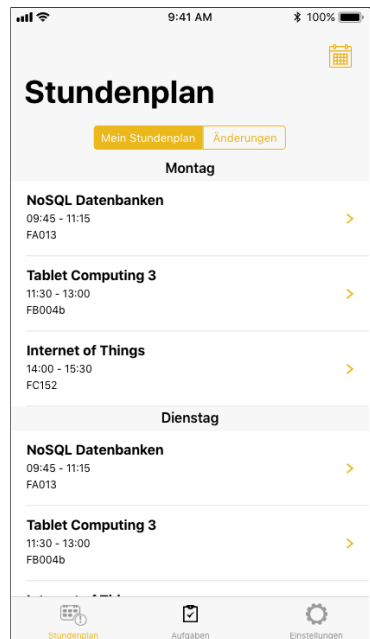 9:41 AM
100%
Stundenplan
Mein Stundenplan
Änderungen
Montag
NoSQL Datenbanken
09:45 - 11:15
FA013
Tablet Computing 3
11:30 - 13:00
FB004b
Internet of Things
14:00 - 15:30
FC152
Dienstag
NoSQL Datenbanken
09:45 - 11:15
FA013
Tablet Computing 3
11:30 - 13:00
FB004b
Stundenplan
Aufgaben
Einstellungen